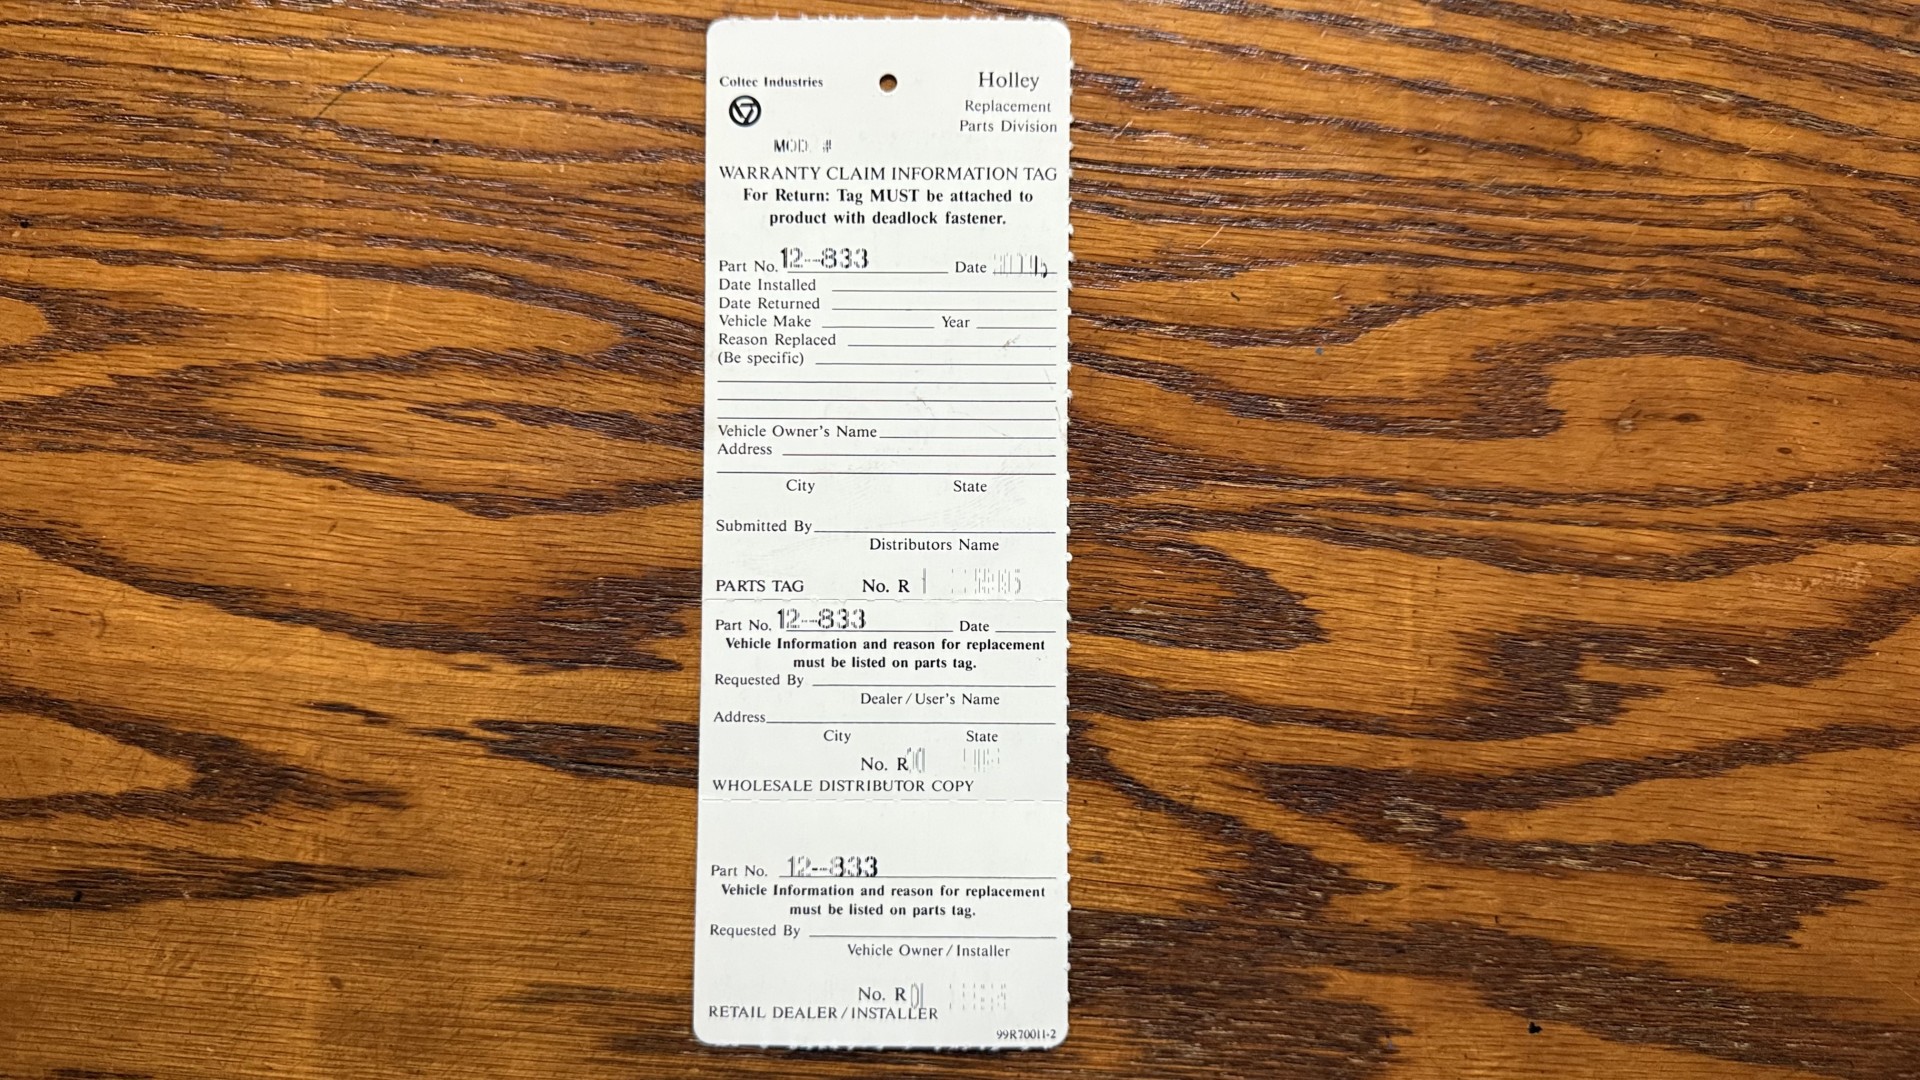 Coltec Industries
Holley
Replacement
Parts Division
MOD #
WARRANTY CLAIM INFORMATION TAG
For Return: Tag MUST be attached to
product with deadlock fastener.
Part No. 12--833 Date
Date Installed
Date Returned
Vehicle Make Year
Reason Replaced
(Be specific)
Vehicle Owner's Name
Address
City State
Submitted By
Distributors Name
PARTS TAG No. R
Part No. 12--833 Date
Vehicle Information and reason for replacement
must be listed on parts tag.
Requested By
Dealer/User's Name
Address
City State
No. R
WHOLESALE DISTRIBUTOR COPY
Part No. 12--833
Vehicle Information and reason for replacement
must be listed on parts tag.
Requested By
Vehicle Owner/Installer
No. R
RETAIL DEALER/INSTALLER
99R70011-2